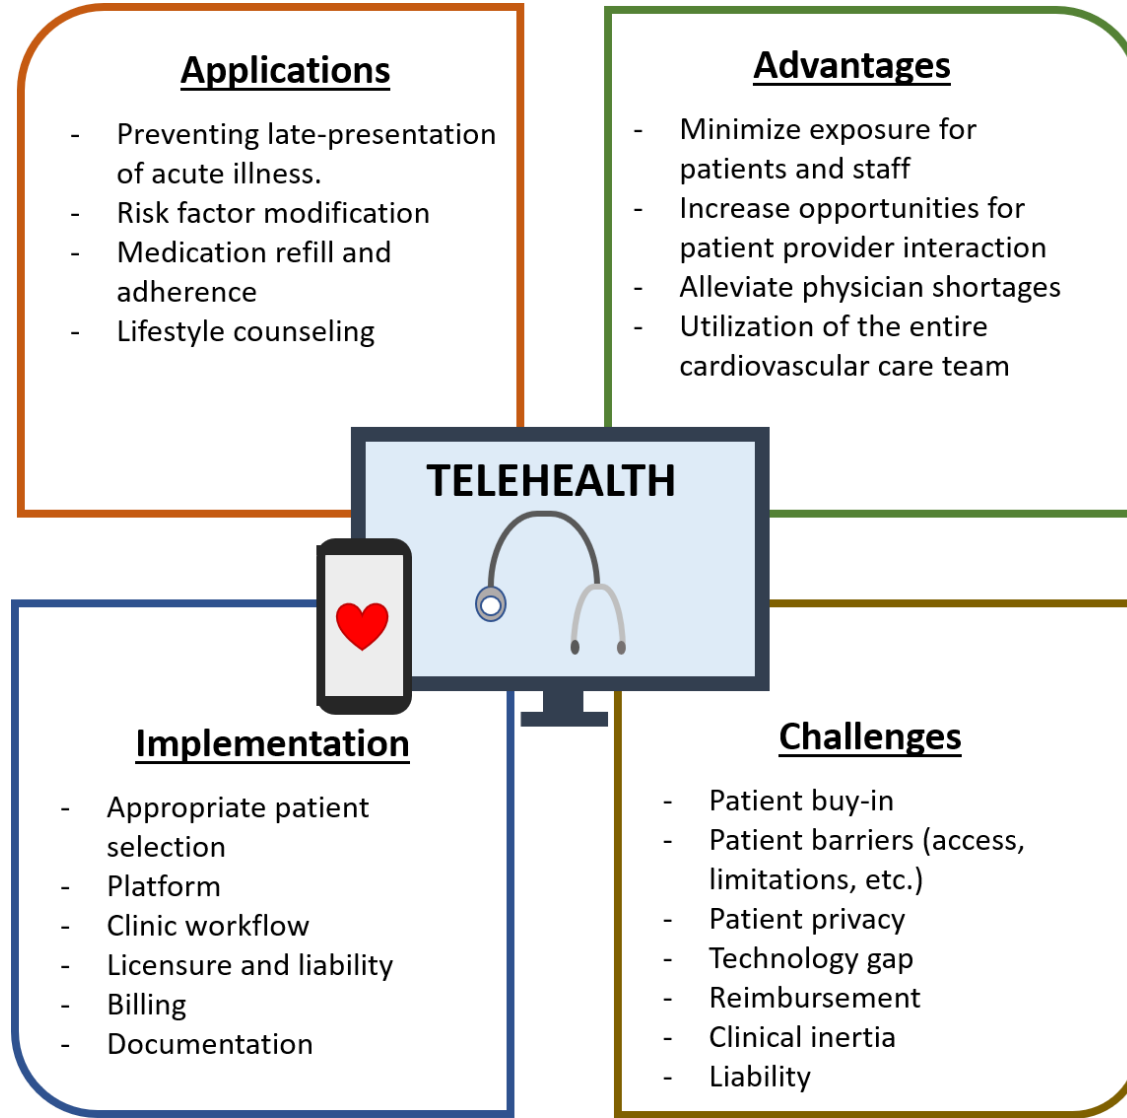 Applications
- Preventing late-presentation
of acute illness.
- Risk factor modification
- Medication refill and
adherence
- Lifestyle counseling
Advantages
- Minimize exposure for
patients and staff
- Increase opportunities for
patient provider interaction
- Alleviate physician shortages
- Utilization of the entire
cardiovascular care team
TELEHEALTH
Implementation
- Appropriate patient
selection
- Platform
- Clinic workflow
- Licensure and liability
- Billing
- Documentation
Challenges
- Patient buy-in
- Patient barriers (access,
limitations, etc.)
- Patient privacy
- Technology gap
- Reimbursement
- Clinical inertia
- Liability